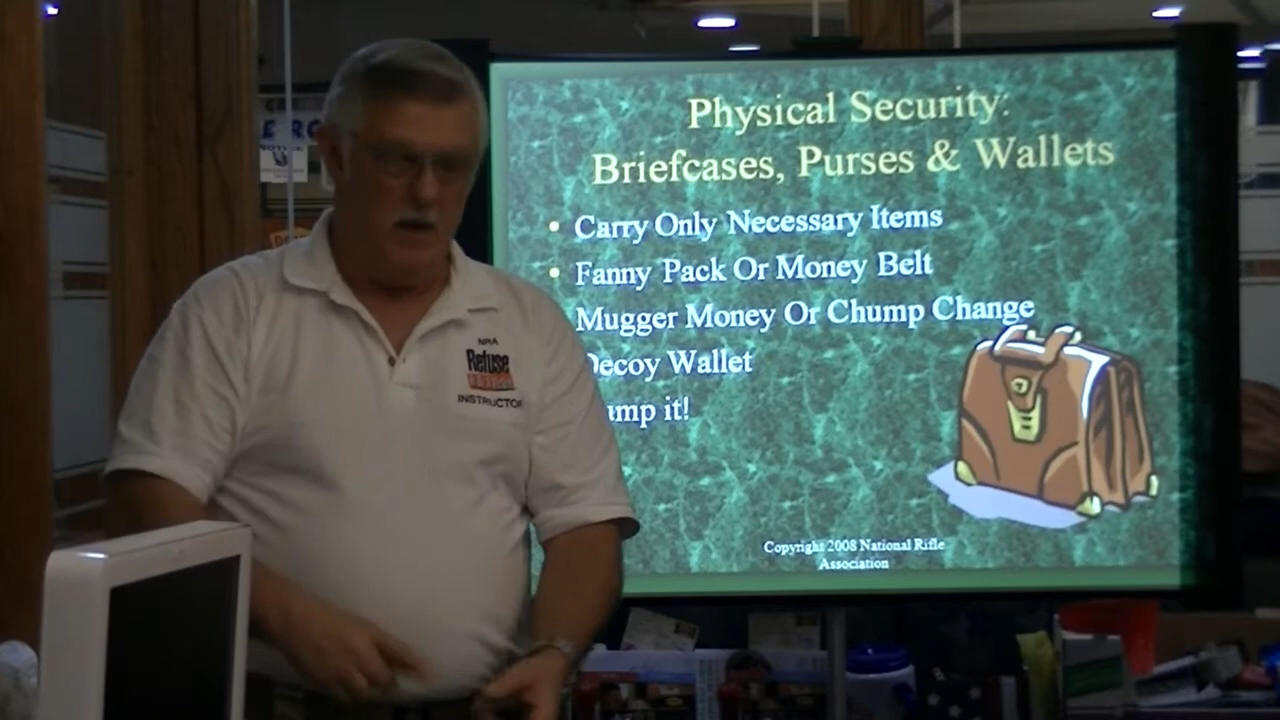 Physical Security:
Briefcases, Purses & Wallets
• Carry Only Necessary Items
• Fanny Pack Or Money Belt
Mugger Money Or Chump Change
Decoy Wallet
ump it!
Copyright 2008 National Rifle
Association
NRA
Refuse
INSTRUCTOR